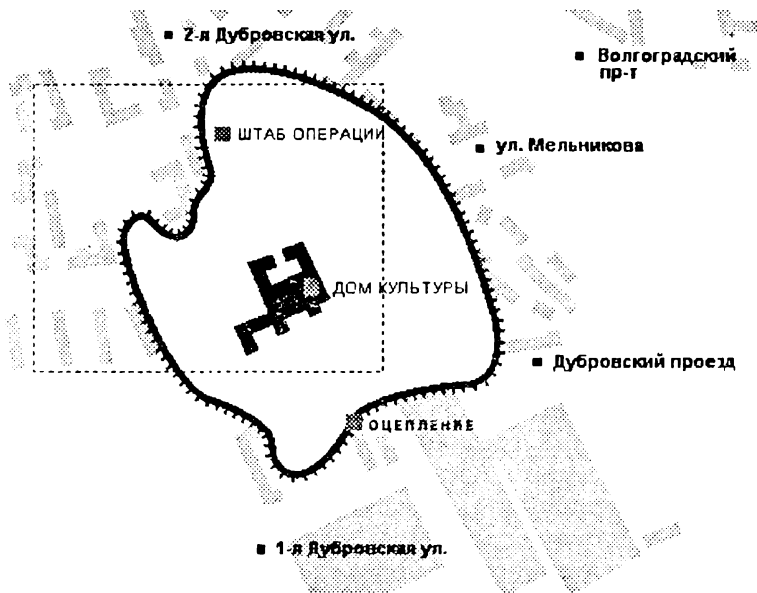 2-я Дубровская ул.
Волгоградский
пр-т
ШТАБ ОПЕРАЦИИ
ул. Мельникова
ДОМ КУЛЬТУРЫ
Дубровский проезд
ОЦЕПЛЕНИЕ
1-я Дубровская ул.